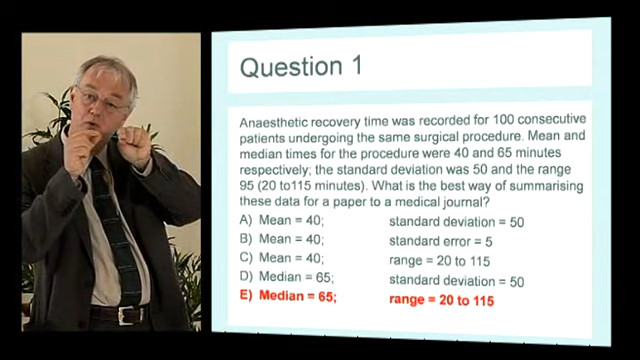 Question 1
Anaesthetic recovery time was recorded for 100 consecutive
patients undergoing the same surgical procedure. Mean and
median times for the procedure were 40 and 65 minutes
respectively; the standard deviation was 50 and the range
95 (20 to115 minutes). What is the best way of summarising
these data for a paper to a medical journal?
A) Mean = 40; standard deviation = 50
B) Mean = 40; standard error = 5
C) Mean = 40; range = 20 to 115
D) Median = 65; standard deviation = 50
E) Median = 65; range = 20 to 115